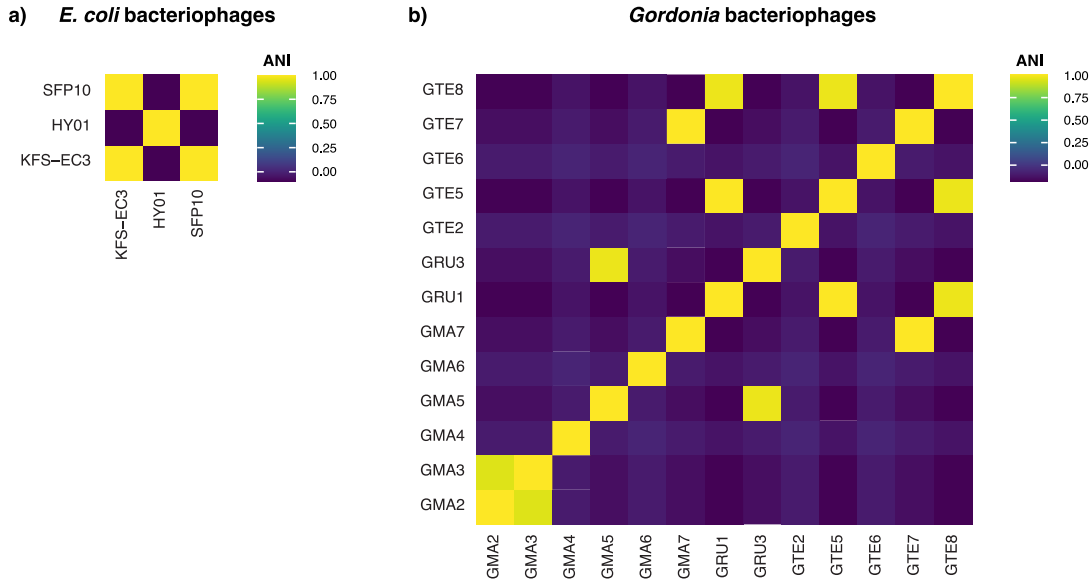 a) E. coli bacteriophages
ANI
1.00
0.75
0.50
0.25
0.00
SFP10
HY01
KFS−EC3
KFS−EC3
HY01
SFP10
b) Gordonia bacteriophages
ANI
1.00
0.75
0.50
0.25
0.00
GTE8
GTE7
GTE6
GTE5
GTE2
GRU3
GRU1
GMA7
GMA6
GMA5
GMA4
GMA3
GMA2
GMA2
GMA3
GMA4
GMA5
GMA6
GMA7
GRU1
GRU3
GTE2
GTE5
GTE6
GTE7
GTE8